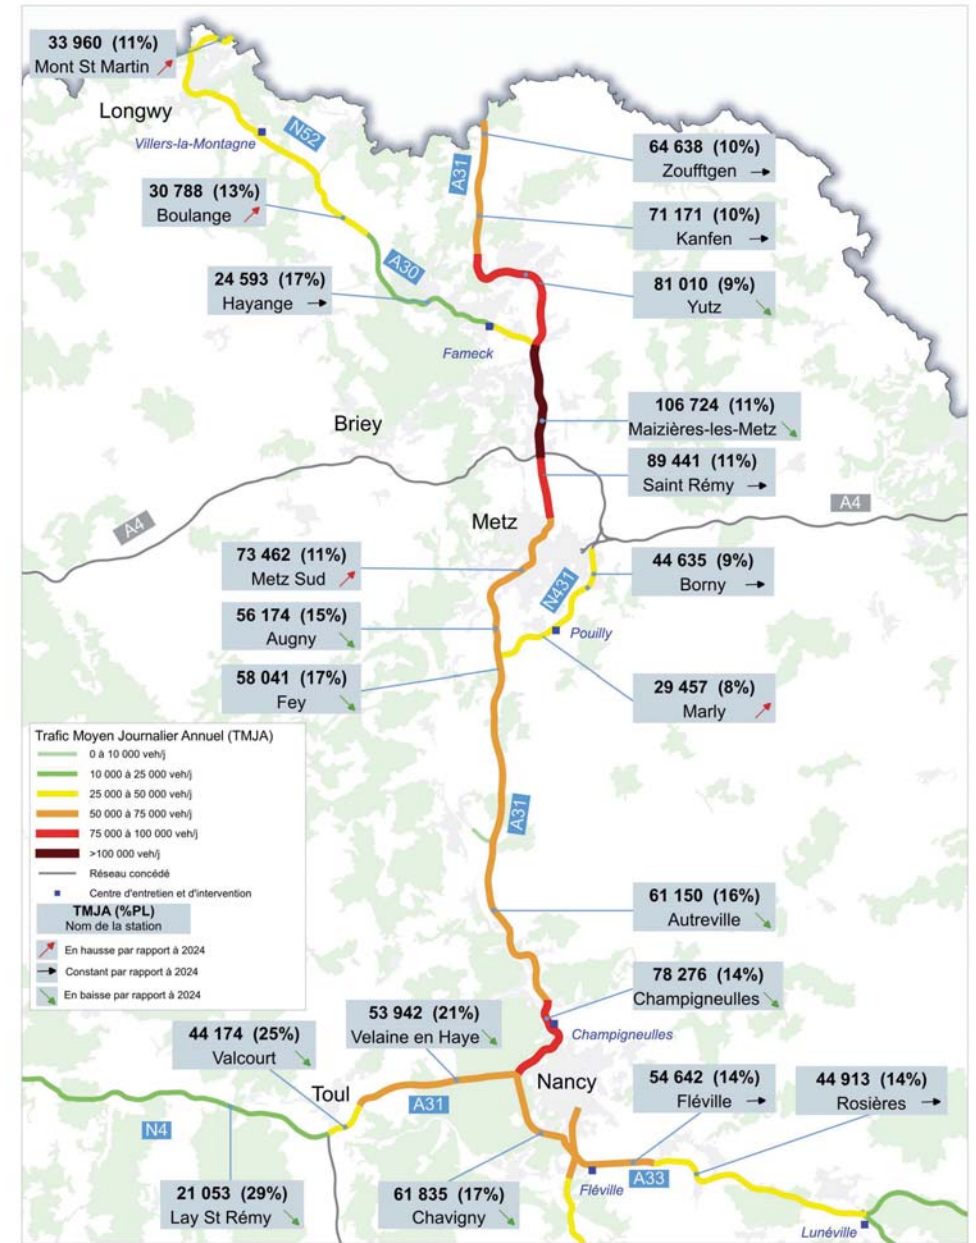 33 960 (11%)
Mont St Martin
Longwy
Villers-la-Montagne
N52
A31
64 638 (10%)
Zoufftgen
30 788 (13%)
Boulange
71 171 (10%)
Kanfen
A30
24 593 (17%)
Hayange
81 010 (9%)
Yutz
Fameck
106 724 (11%)
Maizières-les-Metz
Briey
89 441 (11%)
Saint Rémy
A4
A4
Metz
73 462 (11%)
Metz Sud
44 635 (9%)
Borny
N431
56 174 (15%)
Augny
Pouilly
58 041 (17%)
Fey
29 457 (8%)
Marly
Trafic Moyen Journalier Annuel (TMJA)
0 à 10 000 veh/j
10 000 à 25 000 veh/j
25 000 à 50 000 veh/j
50 000 à 75 000 veh/j
75 000 à 100 000 veh/j
>100 000 veh/j
Réseau concédé
Centre d'entretien et d'intervention
TMJA (%PL)
Nom de la station
En hausse par rapport à 2024
Constant par rapport à 2024
En baisse par rapport à 2024
A31
61 150 (16%)
Autreville
78 276 (14%)
Champigneulles
Champigneulles
53 942 (21%)
Velaine en Haye
44 174 (25%)
Valcourt
Toul
A31
Nancy
54 642 (14%)
Fléville
44 913 (14%)
Rosières
N4
21 053 (29%)
Lay St Rémy
61 835 (17%)
Chavigny
Fléville
A33
Lunéville